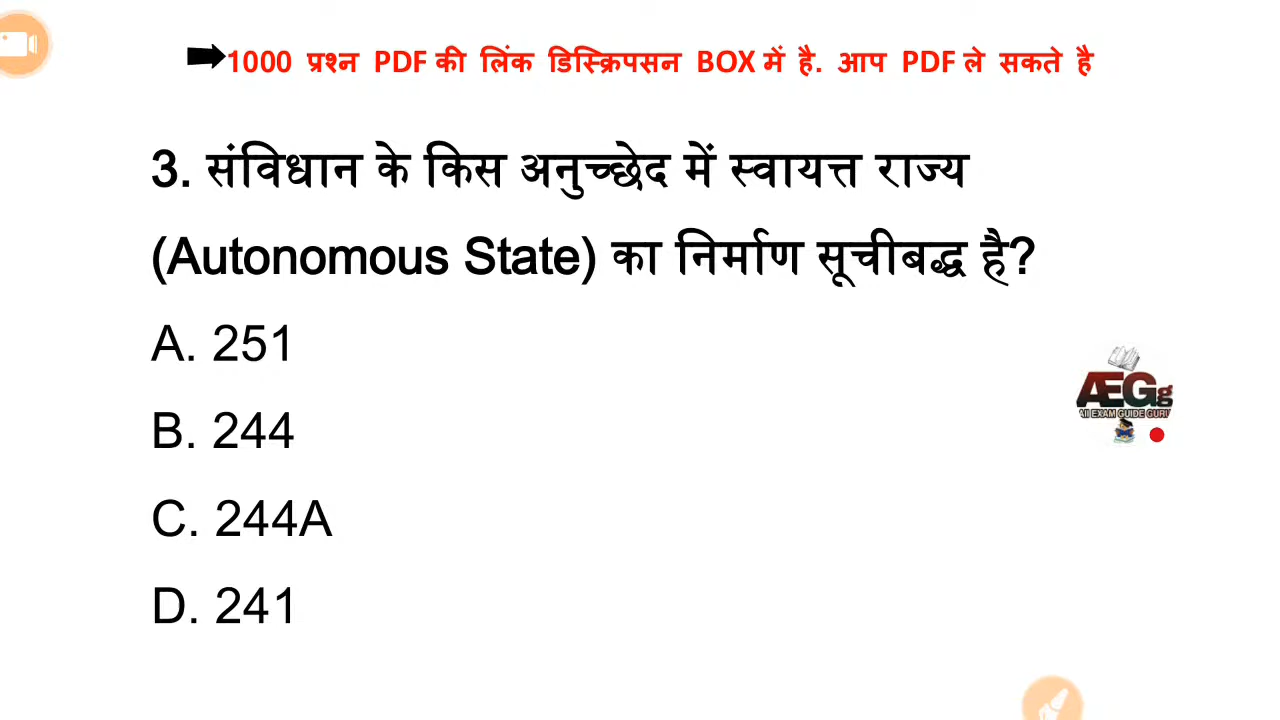 1000 प्रश्न PDF की लिंक डिस्क्रिपसन BOX में है. आप PDF ले सकते है
3. संविधान के किस अनुच्छेद में स्वायत्त राज्य
(Autonomous State) का निर्माण सूचीबद्ध है?
A. 251
B. 244
C. 244A
D. 241
ÆGg
All EXAM GUIDE GURU